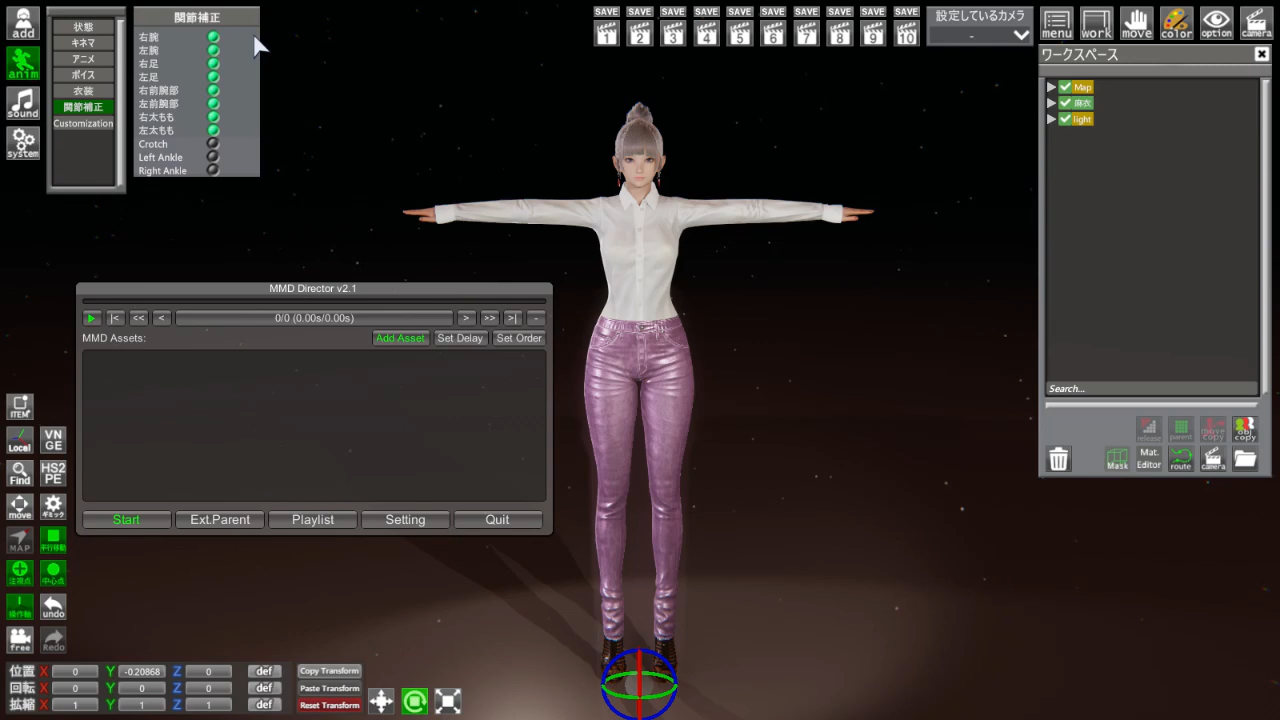 add
anim
sound
system
状態
キネマ
アニメ
ボイス
衣装
関節補正
Customization
関節補正
右腕
左腕
右足
左足
右前腕部
左前腕部
右太もも
左太もも
Crotch
Left Ankle
Right Ankle
SAVE SAVE SAVE SAVE SAVE SAVE SAVE SAVE SAVE SAVE
1 2 3 4 5 6 7 8 9 10
設定しているカメラ
-
menu work move color option camera
ワークスペース
Map
麻衣
light
Search...
release parent move copy obj copy
Mask Mat. Editor route camera
MMD Director v2.1
|< << < 0/0 (0.00s/0.00s) > >> >| -
MMD Assets: Add Asset Set Delay Set Order
Start Ext.Parent Playlist Setting Quit
ITEM
Local VN GE
Find HS2 PE
move ギミック
MAP 平行移動
注視点 中心点
操作軸 undo
free Redo
位置 X 0 Y -0.20868 Z 0 def Copy Transform
回転 X 0 Y 0 Z 0 def Paste Transform
拡縮 X 1 Y 1 Z 1 def Reset Transform